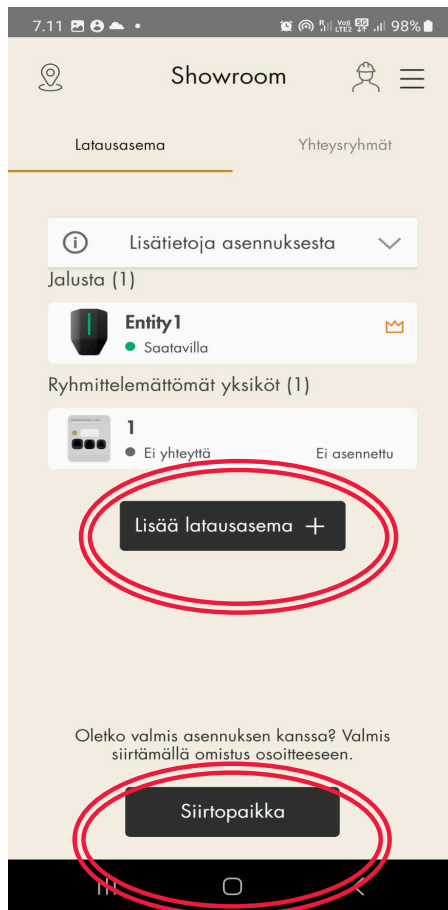 7.11
98%
Showroom
Latausasema
Yhteysryhmät
Lisätietoja asennuksesta
Jalusta (1)
Entity1
Saatavilla
Ryhmittelemättömät yksiköt (1)
1
Ei yhteyttä
Ei asennettu
Lisää latausasema +
Oletko valmis asennuksen kanssa? Valmis
siirtämällä omistus osoitteeseen.
Siirtopaikka